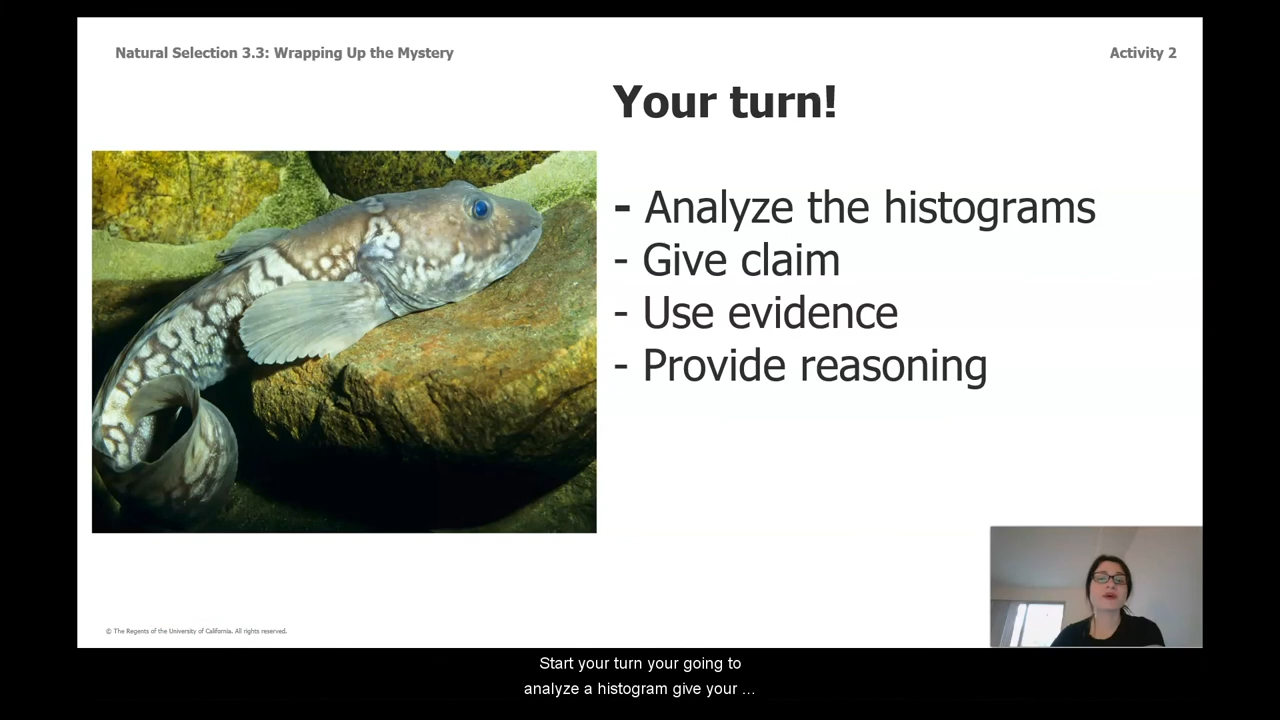 Natural Selection 3.3: Wrapping Up the Mystery
Activity 2
Your turn!
- Analyze the histograms
- Give claim
- Use evidence
- Provide reasoning
© The Regents of the University of California. All rights reserved.
Start your turn your going to
analyze a histogram give your ...